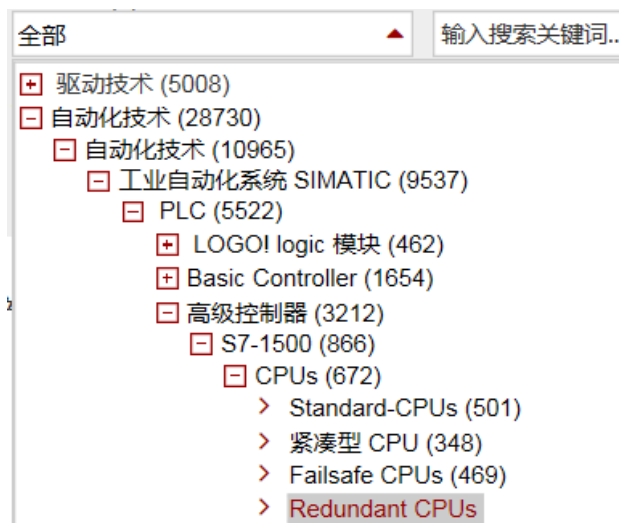 全部
输入搜索关键词..
驱动技术 (5008)
自动化技术 (28730)
自动化技术 (10965)
工业自动化系统 SIMATIC (9537)
PLC (5522)
LOGO! logic 模块 (462)
Basic Controller (1654)
高级控制器 (3212)
S7-1500 (866)
CPUs (672)
Standard-CPUs (501)
紧凑型 CPU (348)
Failsafe CPUs (469)
Redundant CPUs